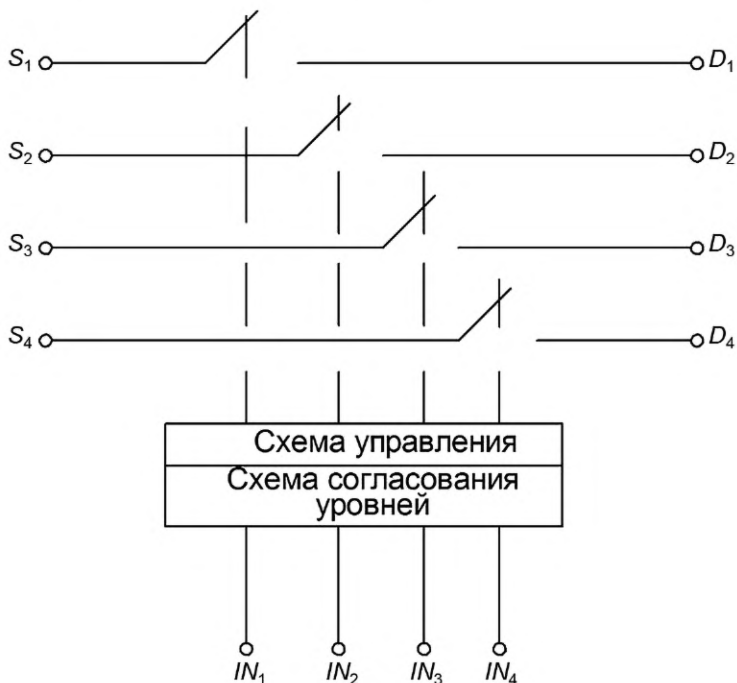 S₁ D₁
S₂ D₂
S₃ D₃
S₄ D₄
Схема управления
Схема согласования
уровней
IN₁ IN₂ IN₃ IN₄